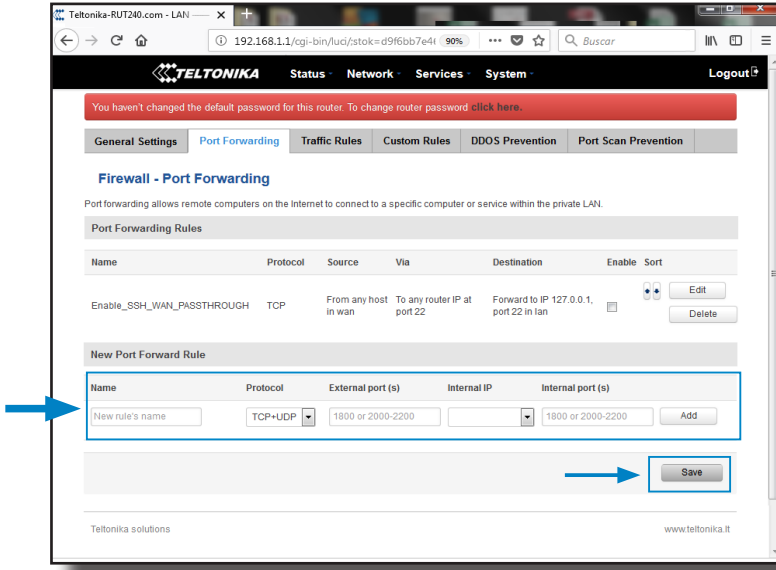 Teltonika-RUT240.com - LAN
192.168.1.1/cgi-bin/luci/;stok=d9f6bb7e4( 90% Buscar
TELTONIKA Status Network Services System Logout
You haven't changed the default password for this router. To change router password click here.
General Settings Port Forwarding Traffic Rules Custom Rules DDOS Prevention Port Scan Prevention
Firewall - Port Forwarding
Port forwarding allows remote computers on the Internet to connect to a specific computer or service within the private LAN.
Port Forwarding Rules
Name Protocol Source Via Destination Enable Sort
Enable_SSH_WAN_PASSTHROUGH TCP From any host in wan To any router IP at port 22 Forward to IP 127.0.0.1, port 22 in lan Edit
Delete
New Port Forward Rule
Name Protocol External port (s) Internal IP Internal port (s)
New rule's name TCP+UDP 1800 or 2000-2200 1800 or 2000-2200 Add
Save
Teltonika solutions www.teltonika.lt